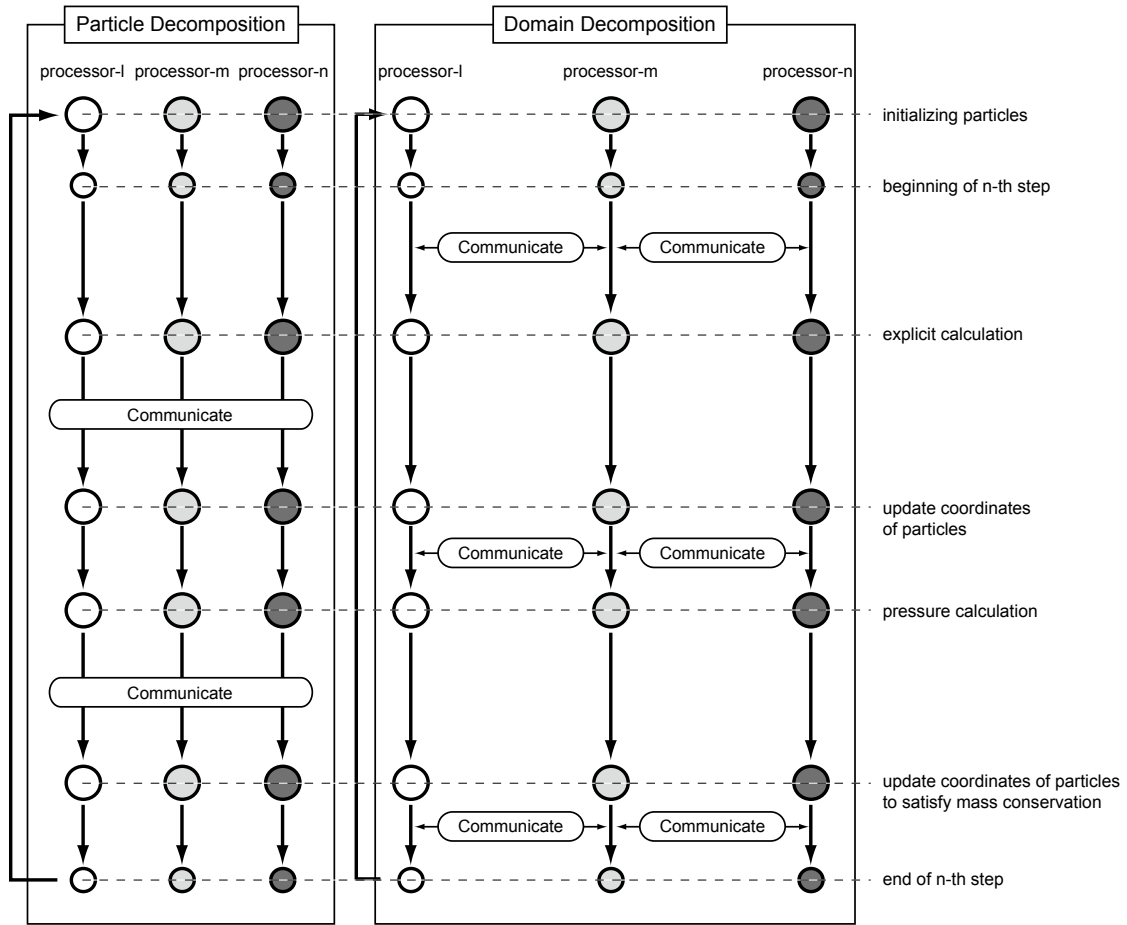 Particle Decomposition
Domain Decomposition
processor-l processor-m processor-n
processor-l processor-m processor-n
initializing particles
beginning of n-th step
Communicate
Communicate
explicit calculation
Communicate
update coordinates
of particles
Communicate
Communicate
pressure calculation
Communicate
update coordinates of particles
to satisfy mass conservation
Communicate
Communicate
end of n-th step